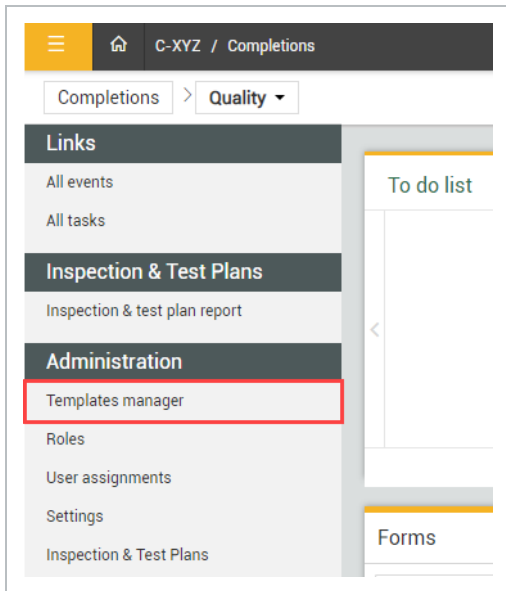 C-XYZ / Completions
Completions > Quality
Links
All events
All tasks
Inspection & Test Plans
Inspection & test plan report
Administration
Templates manager
Roles
User assignments
Settings
Inspection & Test Plans
To do list
Forms